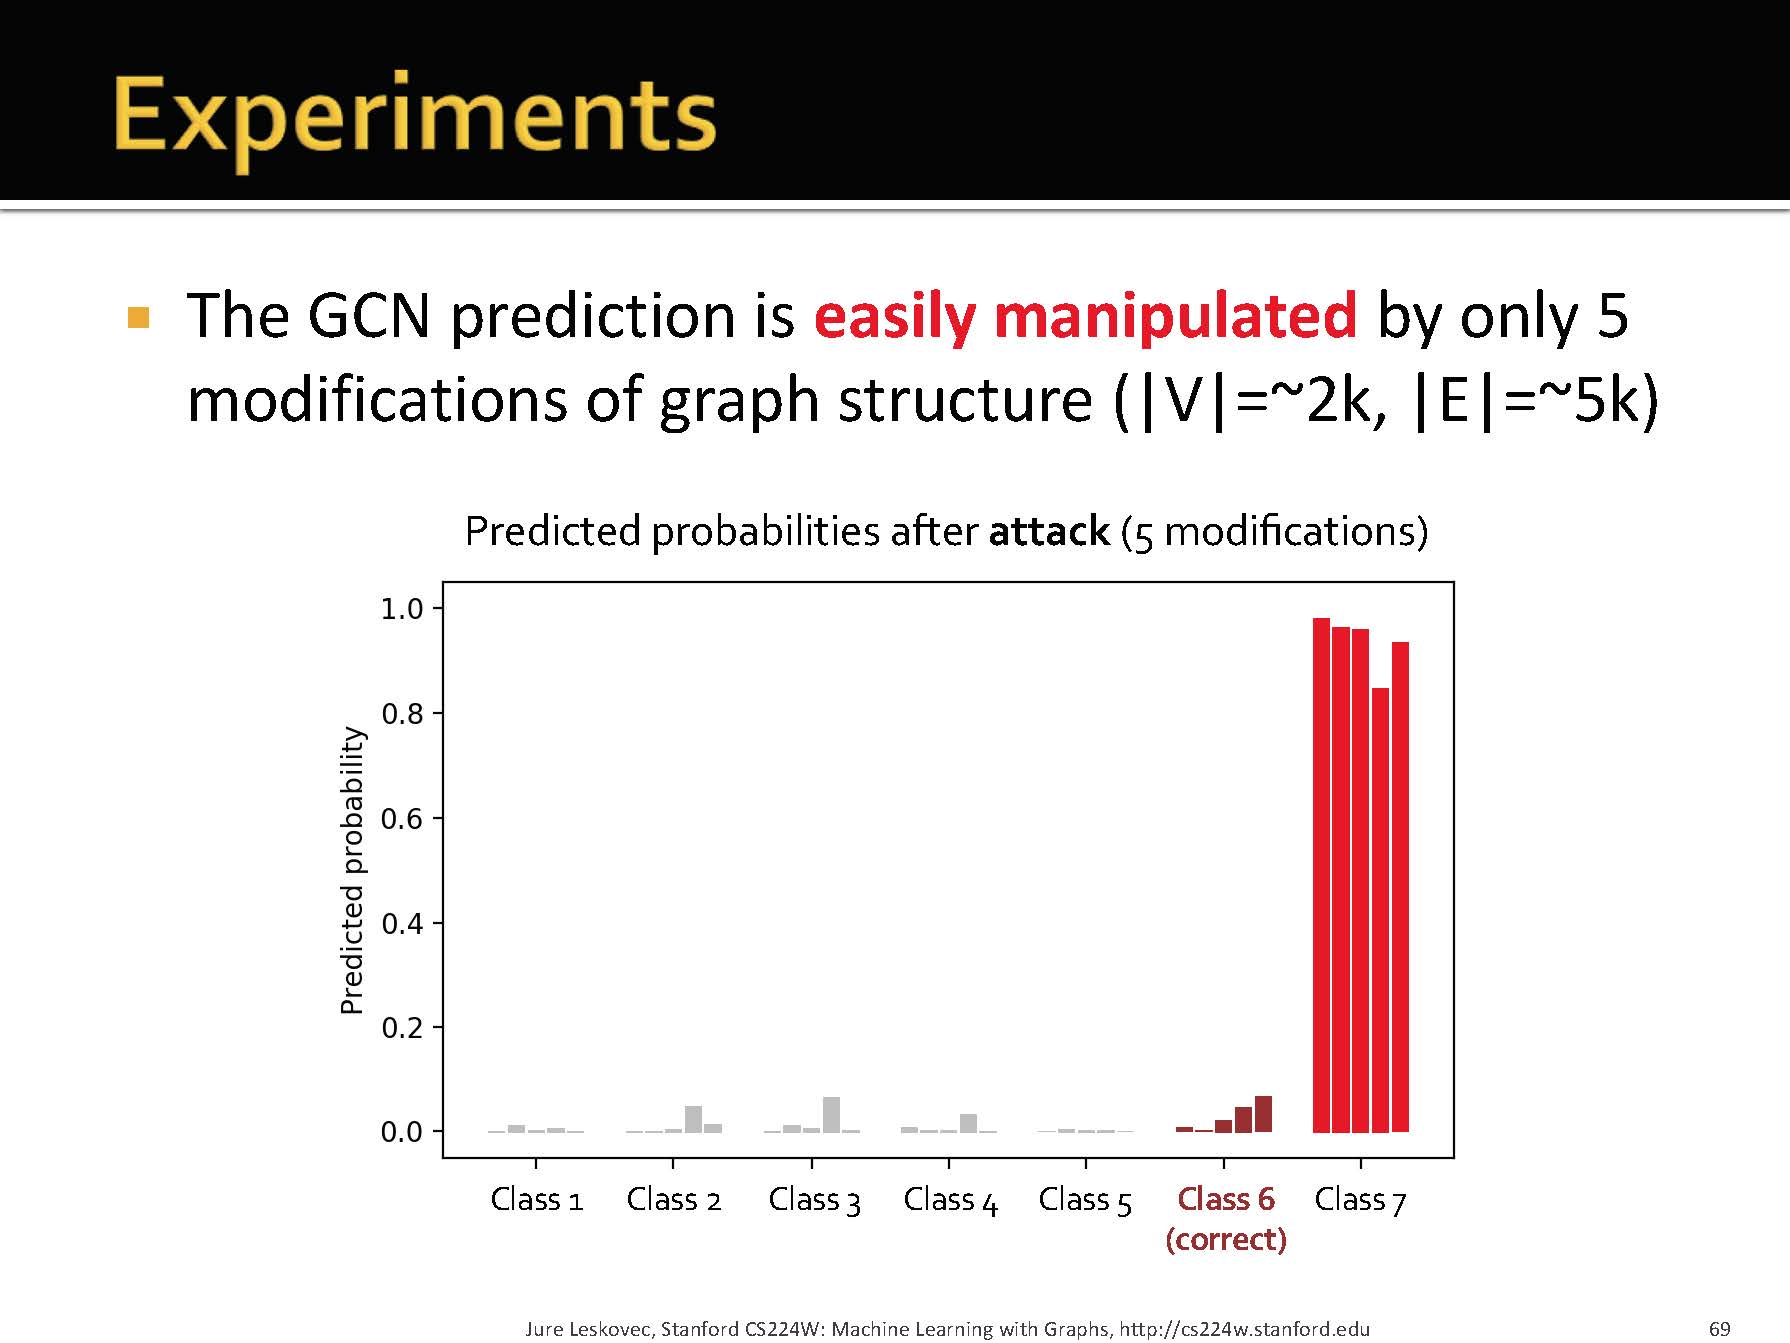 Experiments
The GCN prediction is easily manipulated by only 5
modifications of graph structure (|V|=~2k, |E|=~5k)
Predicted probabilities after attack (5 modifications)
Predicted probability
1.0
0.8
0.6
0.4
0.2
0.0
Class 1 Class 2 Class 3 Class 4 Class 5 Class 6 Class 7
(correct)
Jure Leskovec, Stanford CS224W: Machine Learning with Graphs, http://cs224w.stanford.edu 69